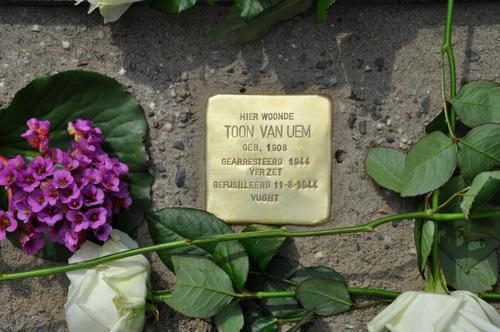 HIER WOONDE
TOON VAN UEM
GEB. 1908
GEARRESTEERD 1944
VERZET
GEFUSILLEERD 11-8-1944
VUGHT